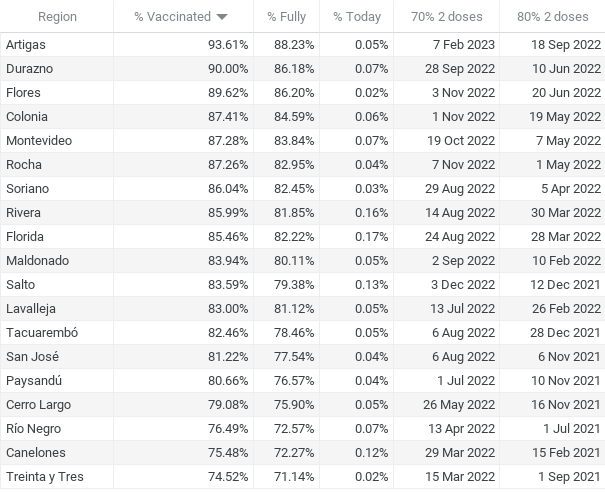 Region % Vaccinated % Fully % Today 70% 2 doses 80% 2 doses
Artigas 93.61% 88.23% 0.05% 7 Feb 2023 18 Sep 2022
Durazno 90.00% 86.18% 0.07% 28 Sep 2022 10 Jun 2022
Flores 89.62% 86.20% 0.02% 3 Nov 2022 20 Jun 2022
Colonia 87.41% 84.59% 0.06% 1 Nov 2022 19 May 2022
Montevideo 87.28% 83.84% 0.07% 19 Oct 2022 7 May 2022
Rocha 87.26% 82.95% 0.04% 7 Nov 2022 1 May 2022
Soriano 86.04% 82.45% 0.03% 29 Aug 2022 5 Apr 2022
Rivera 85.99% 81.85% 0.16% 14 Aug 2022 30 Mar 2022
Florida 85.46% 82.22% 0.17% 24 Aug 2022 28 Mar 2022
Maldonado 83.94% 80.11% 0.05% 2 Sep 2022 10 Feb 2022
Salto 83.59% 79.38% 0.13% 3 Dec 2022 12 Dec 2021
Lavalleja 83.00% 81.12% 0.05% 13 Jul 2022 26 Feb 2022
Tacuarembó 82.46% 78.46% 0.05% 6 Aug 2022 28 Dec 2021
San José 81.22% 77.54% 0.04% 6 Aug 2022 6 Nov 2021
Paysandú 80.66% 76.57% 0.04% 1 Jul 2022 10 Nov 2021
Cerro Largo 79.08% 75.90% 0.05% 26 May 2022 16 Nov 2021
Río Negro 76.49% 72.57% 0.07% 13 Apr 2022 1 Jul 2021
Canelones 75.48% 72.27% 0.12% 29 Mar 2022 15 Feb 2021
Treinta y Tres 74.52% 71.14% 0.02% 15 Mar 2022 1 Sep 2021